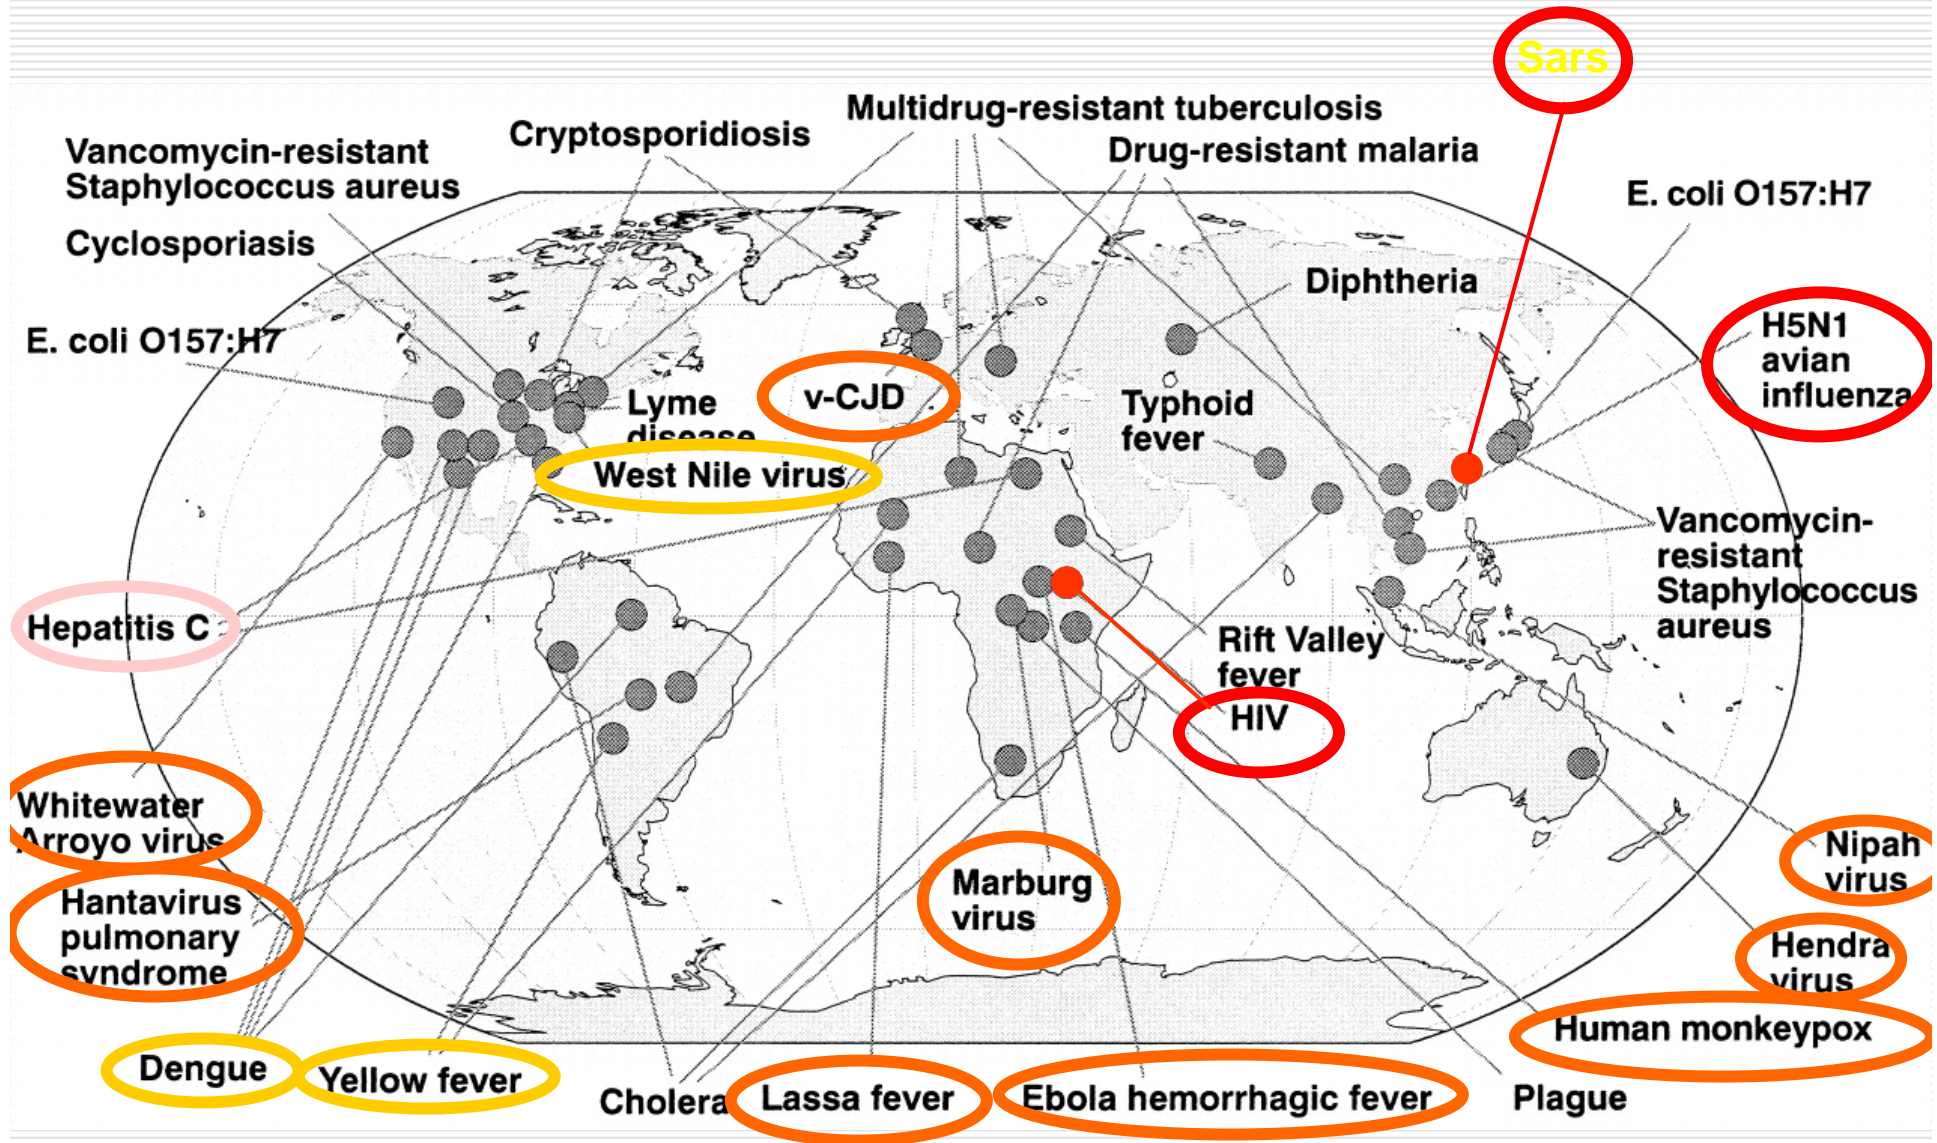 Sars
Multidrug-resistant tuberculosis
Cryptosporidiosis
Drug-resistant malaria
Vancomycin-resistant
Staphylococcus aureus
E. coli O157:H7
Cyclosporiasis
Diphtheria
E. coli O157:H7
H5N1
avian
influenza
v-CJD
Lyme
disease
Typhoid
fever
West Nile virus
Vancomycin-
resistant
Staphylococcus
aureus
Hepatitis C
Rift Valley
fever
HIV
Whitewater
Arroyo virus
Nipah
virus
Marburg
virus
Hantavirus
pulmonary
syndrome
Hendra
virus
Human monkeypox
Dengue
Yellow fever
Cholera
Lassa fever
Ebola hemorrhagic fever
Plague